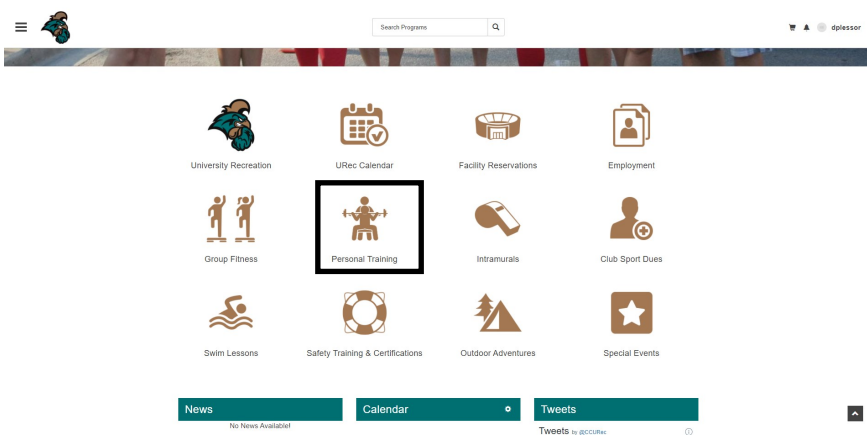 Search Programs
dplessor
University Recreation
URec Calendar
Facility Reservations
Employment
Group Fitness
Personal Training
Intramurals
Club Sport Dues
Swim Lessons
Safety Training & Certifications
Outdoor Adventures
Special Events
News
Calendar
Tweets
No News Available!
Tweets by @CCURec